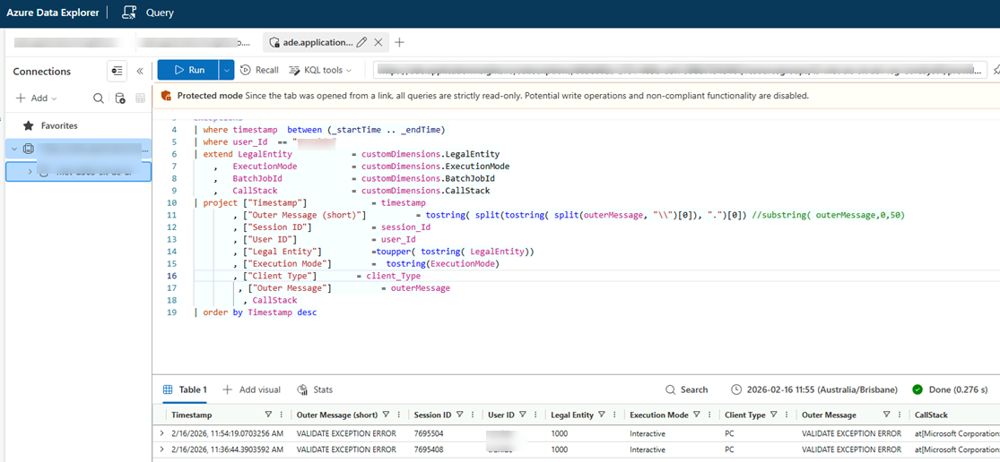 Azure Data Explorer Query
ade.application...
Connections
Run Recall KQL tools
Add
Protected mode Since the tab was opened from a link, all queries are strictly read-only. Potential write operations and non-compliant functionality are disabled.
Favorites
4 | where timestamp between (_startTime .. _endTime)
5 | where user_Id == "
6 | extend LegalEntity = customDimensions.LegalEntity
7 , ExecutionMode = customDimensions.ExecutionMode
8 , BatchJobId = customDimensions.BatchJobId
9 , CallStack = customDimensions.CallStack
10 | project ["Timestamp"] = timestamp
11 , ["Outer Message (short)"] = tostring( split(tostring( split(outerMessage, "\\")[0]), ".")[0]) //substring( outerMessage,0,50)
12 , ["Session ID"] = session_Id
13 , ["User ID"] = user_Id
14 , ["Legal Entity"] =toupper( tostring( LegalEntity))
15 , ["Execution Mode"] = tostring(ExecutionMode)
16 , ["Client Type"] = client_Type
17 , ["Outer Message"] = outerMessage
18 , CallStack
19 | order by Timestamp desc
Table 1 Add visual Stats Search 2026-02-16 11:55 (Australia/Brisbane) Done (0.276 s)
Timestamp Outer Message (short) Session ID User ID Legal Entity Execution Mode Client Type Outer Message CallStack
2/16/2026, 11:54:19.0703256 AM VALIDATE EXCEPTION ERROR 7695504 1000 Interactive PC VALIDATE EXCEPTION ERROR at[Microsoft Corporation:
2/16/2026, 11:36:44.3903592 AM VALIDATE EXCEPTION ERROR 7695408 1000 Interactive PC VALIDATE EXCEPTION ERROR at[Microsoft Corporation: